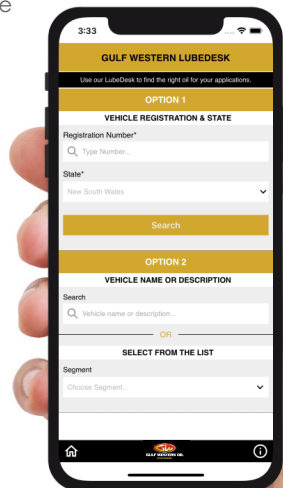 e
3:33
GULF WESTERN LUBEDESK
Use our LubeDesk to find the right oil for your applications.
OPTION 1
VEHICLE REGISTRATION & STATE
Registration Number*
Type Number...
State*
New South Wales
Search
OPTION 2
VEHICLE NAME OR DESCRIPTION
Search
Vehicle name or description...
OR
SELECT FROM THE LIST
Segment
Choose Segment...
GULF WESTERN OIL